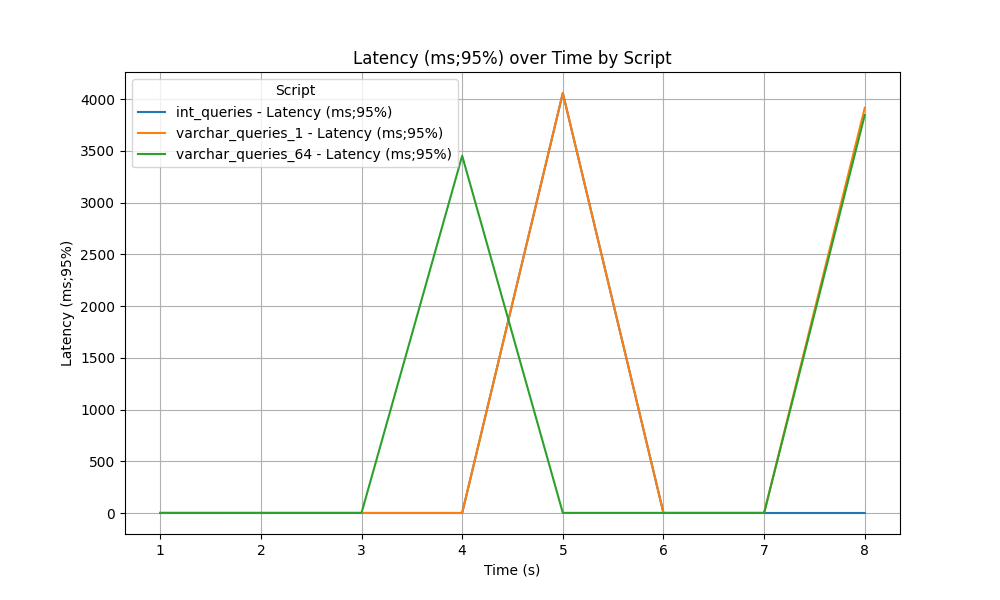 Latency (ms;95%) over Time by Script
Script
int_queries - Latency (ms;95%)
varchar_queries_1 - Latency (ms;95%)
varchar_queries_64 - Latency (ms;95%)
Latency (ms;95%)
4000
3500
3000
2500
2000
1500
1000
500
0
1 2 3 4 5 6 7 8
Time (s)